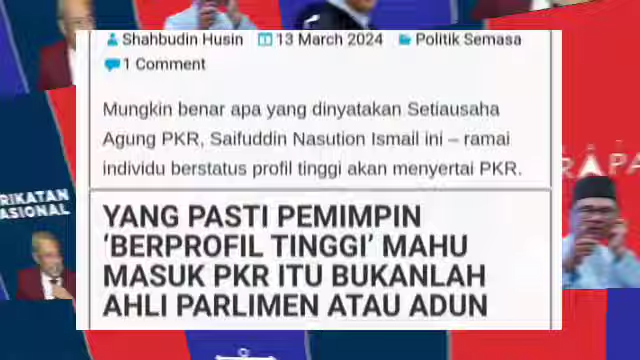 Shahbudin Husin 13 March 2024 Politik Semasa
1 Comment
Mungkin benar apa yang dinyatakan Setiausaha
Agung PKR, Saifuddin Nasution Ismail ini – ramai
individu berstatus profil tinggi akan menyertai PKR.
YANG PASTI PEMIMPIN
‘BERPROFIL TINGGI’ MAHU
MASUK PKR ITU BUKANLAH
AHLI PARLIMEN ATAU ADUN
RIKATAN
ASIONAL
RAPA